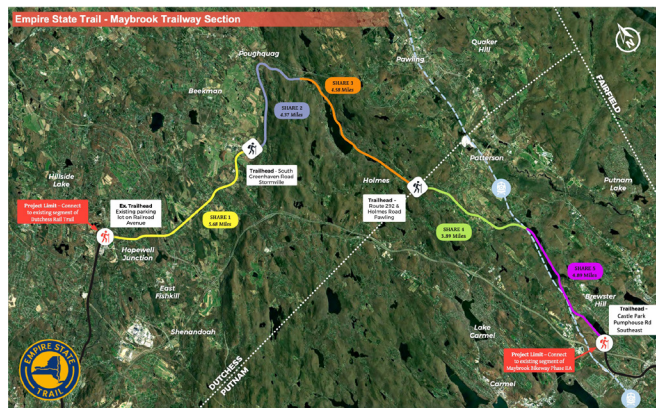 Empire State Trail - Maybrook Trailway Section
Quaker
Hill
Poughquag
Pawling
N
Beekman
SHARE 3
4.58 Miles
SHARE 2
4.37 Miles
FAIRFIELD
Patterson
Hillside
Lake
Trailhead - South
Greenhaven Road
Stormville
Holmes
Putnam
Lake
Project Limit - Connect
to existing segment of
Dutchess Rail Trail
Ex. Trailhead
Existing parking
lot on Railroad
Avenue
SHARE 1
5.68 Miles
Trailhead -
Route 292 &
Holmes Road
Pawling
SHARE 4
3.89 Miles
Hopewell
Junction
East
Fishkill
SHARE 5
Brewster
Hill
Trailhead -
Castle Park
Pumphouse Rd
Southeast
Shenandoah
Lake
Carmel
Project Limit - Connect
to existing segment of
Maybrook Bikeway Phase IIA
DUTCHESS
PUTNAM
Carmel
EMPIRE STATE
TRAIL